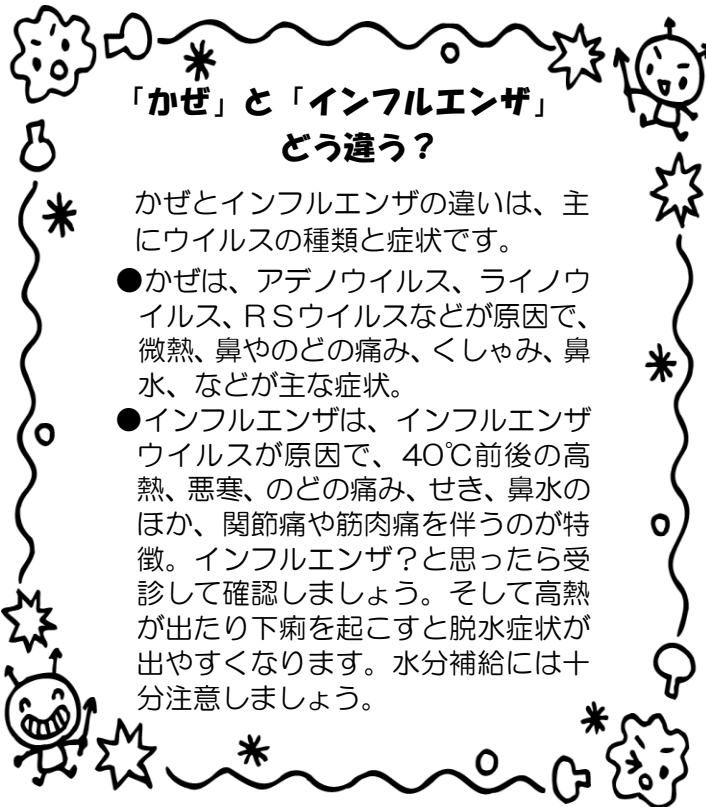 「かぜ」と「インフルエンザ」
どう違う？
かぜとインフルエンザの違いは、主
にウイルスの種類と症状です。
●かぜは、アデノウイルス、ライノウ
イルス、ＲＳウイルスなどが原因で、
微熱、鼻やのどの痛み、くしゃみ、鼻
水、などが主な症状。
●インフルエンザは、インフルエンザ
ウイルスが原因で、40℃前後の高
熱、悪寒、のどの痛み、せき、鼻水の
ほか、関節痛や筋肉痛を伴うのが特
徴。インフルエンザ？と思ったら受
診して確認しましょう。そして高熱
が出たり下痢を起こすと脱水症状が
出やすくなります。水分補給には十
分注意しましょう。